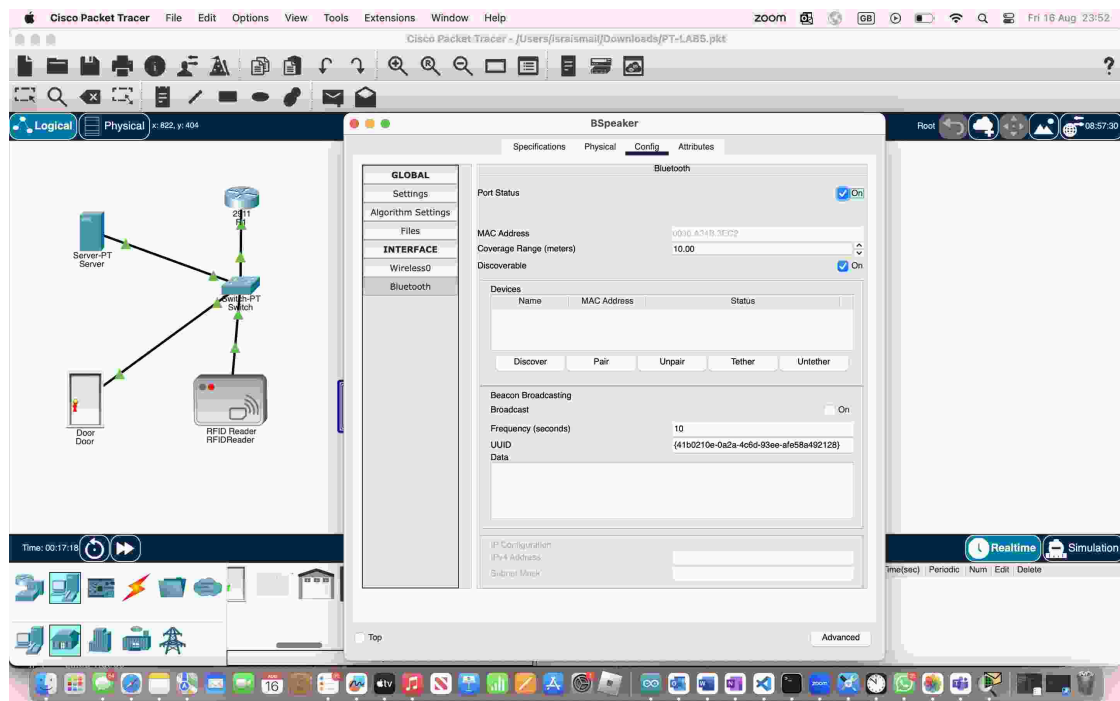 Cisco Packet Tracer File Edit Options View Tools Extensions Window Help zoom GB Fri 16 Aug 23:52
Cisco Packet Tracer - /Users/israismail/Downloads/PT-LAB5.pkt
?
Logical Physical x: 822, y: 404 Root 08:57:30
BSpeaker
Specifications Physical Config Attributes
GLOBAL
Settings
Algorithm Settings
Files
INTERFACE
Wireless0
Bluetooth
Bluetooth
Port Status On
MAC Address
Coverage Range (meters) 10.00
Discoverable On
Devices
Name MAC Address Status
Discover Pair Unpair Tether Untether
Beacon Broadcasting
Broadcast On
Frequency (seconds) 10
UUID {41b0210e-0a2a-4c6d-93ee-afe58a492128}
Data
IP Configuration
IPv4 Address
Subnet Mask
Top Advanced
2911
R1
Server-PT
Server
Switch-PT
Switch
Door
Door
RFID Reader
RFIDReader
Time: 00:17:18 Realtime Simulation
Time(sec) Periodic Num Edit Delete
AUG
16
tv
zoom